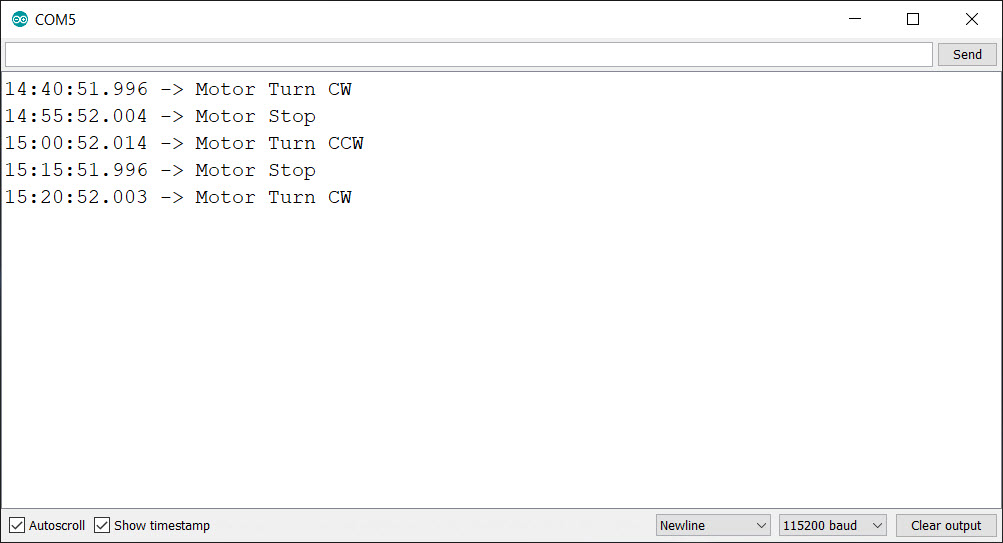 COM5
Send
14:40:51.996 -> Motor Turn CW
14:55:52.004 -> Motor Stop
15:00:52.014 -> Motor Turn CCW
15:15:51.996 -> Motor Stop
15:20:52.003 -> Motor Turn CW
Autoscroll Show timestamp Newline 115200 baud Clear output